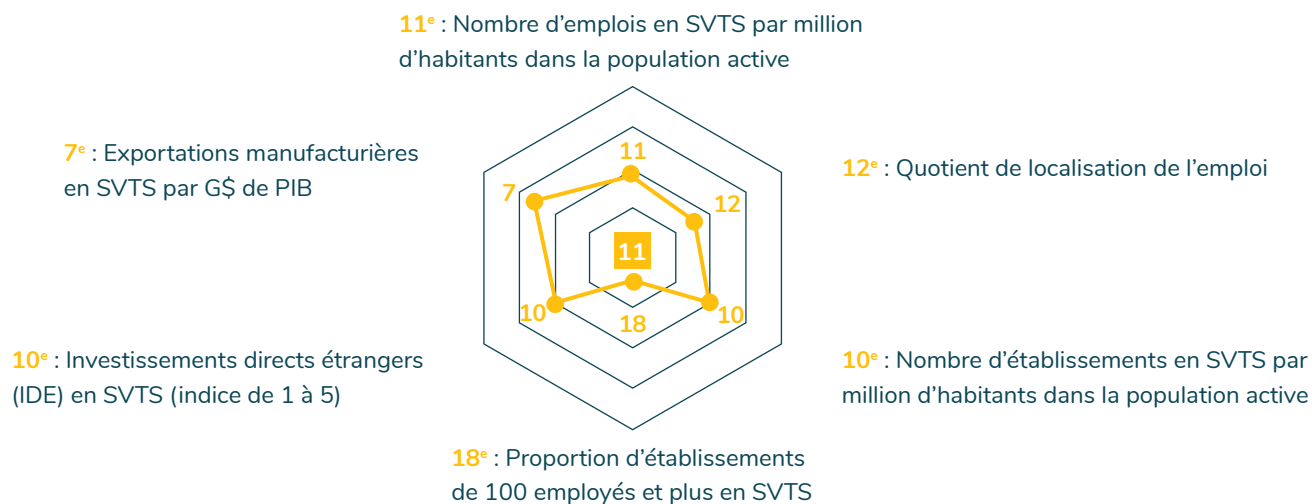 11e : Nombre d’emplois en SVTS par million
d’habitants dans la population active
7e : Exportations manufacturières
en SVTS par G$ de PIB
12e : Quotient de localisation de l’emploi
11
7
12
11
10
18
10
10e : Investissements directs étrangers
(IDE) en SVTS (indice de 1 à 5)
10e : Nombre d’établissements en SVTS par
million d’habitants dans la population active
18e : Proportion d’établissements
de 100 employés et plus en SVTS